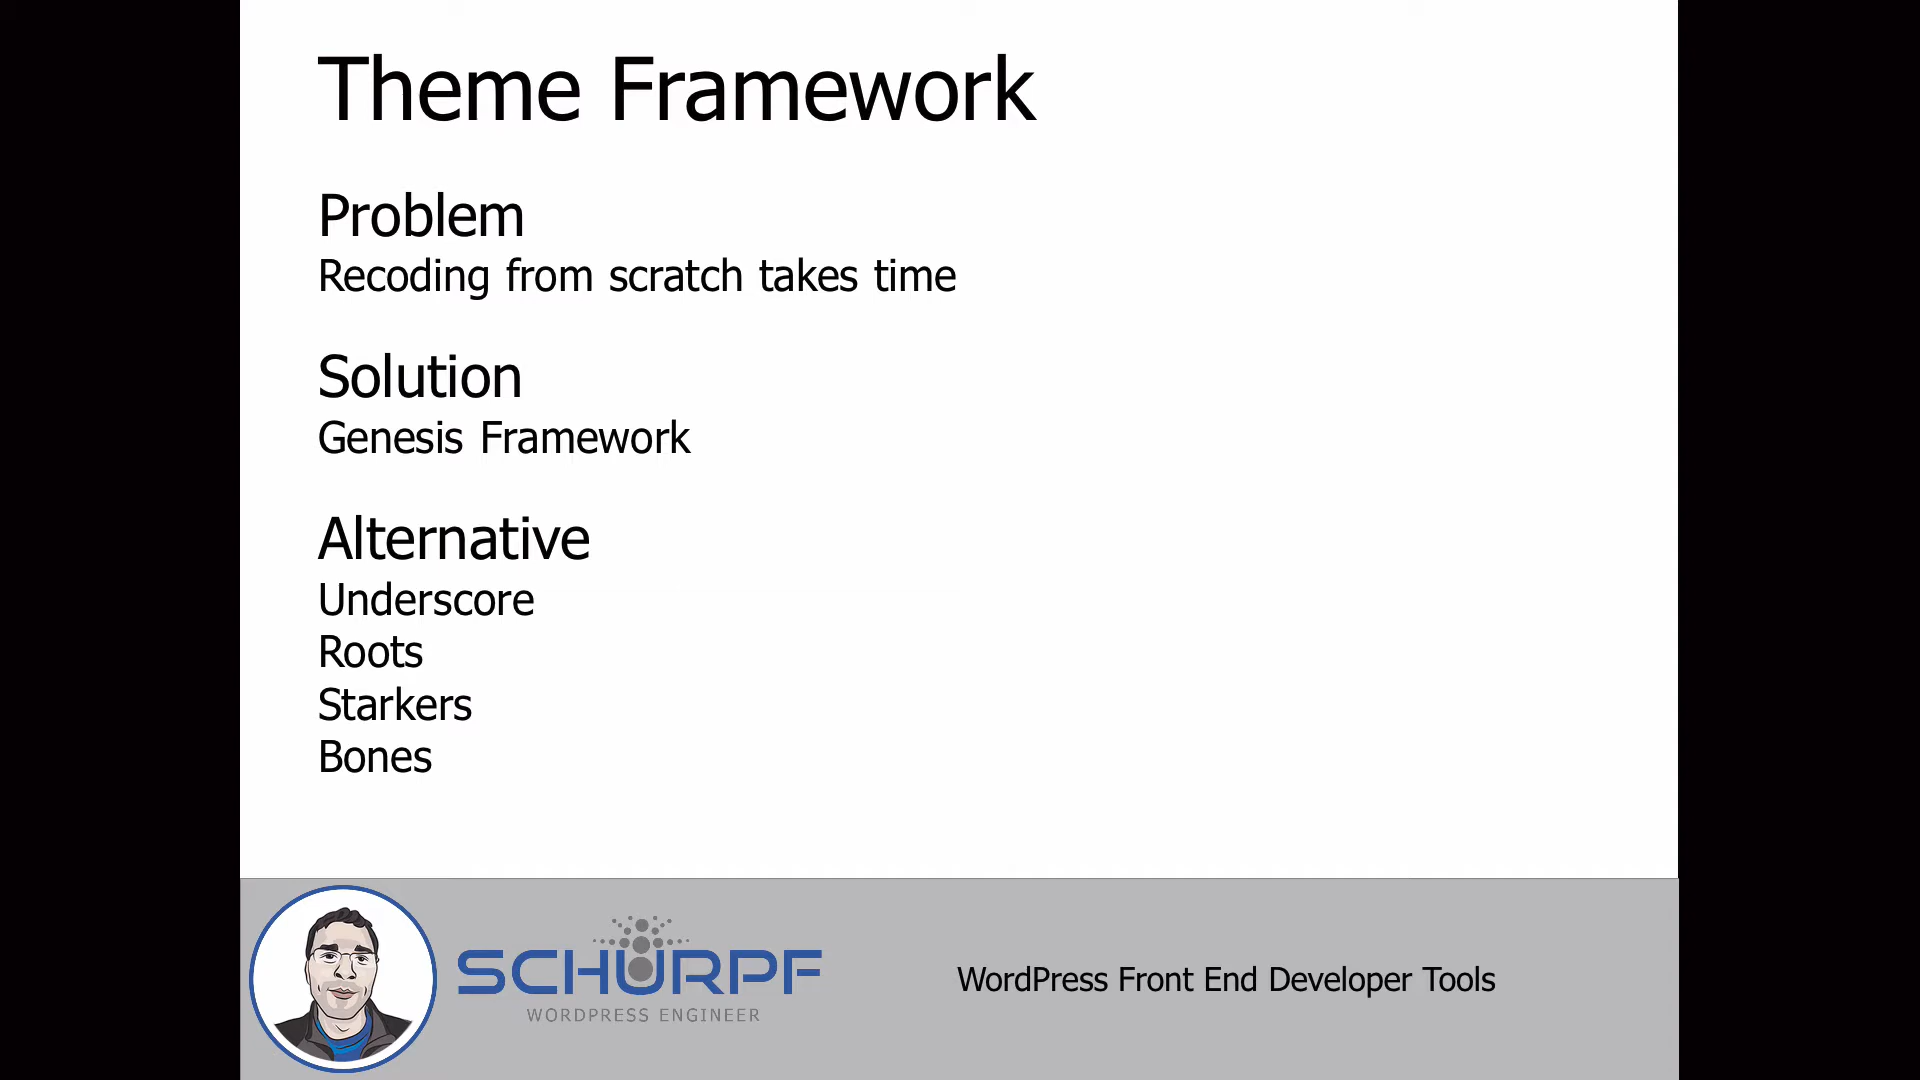 Theme Framework
Problem
Recoding from scratch takes time
Solution
Genesis Framework
Alternative
Underscore
Roots
Starkers
Bones
SCHURPF
WORDPRESS ENGINEER
WordPress Front End Developer Tools